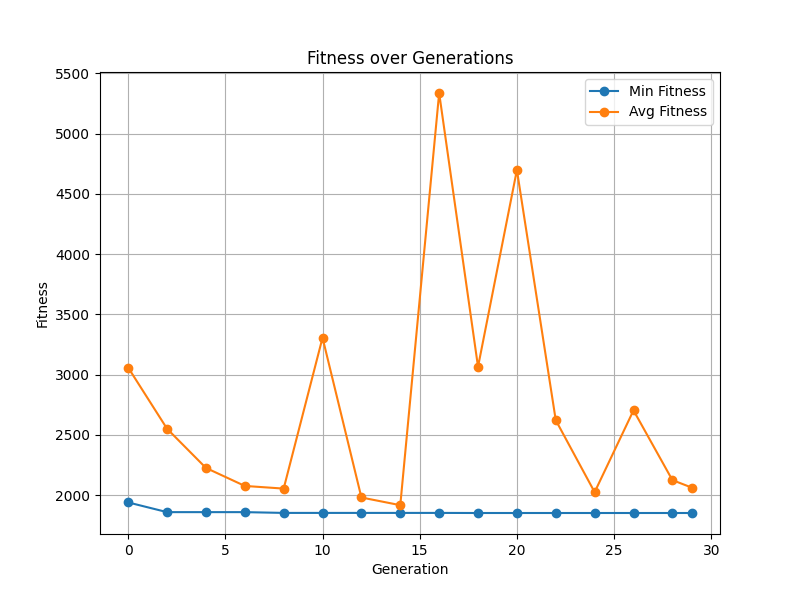 Fitness over Generations
Min Fitness
Avg Fitness
5500
5000
4500
4000
3500
3000
2500
2000
Fitness
0 5 10 15 20 25 30
Generation